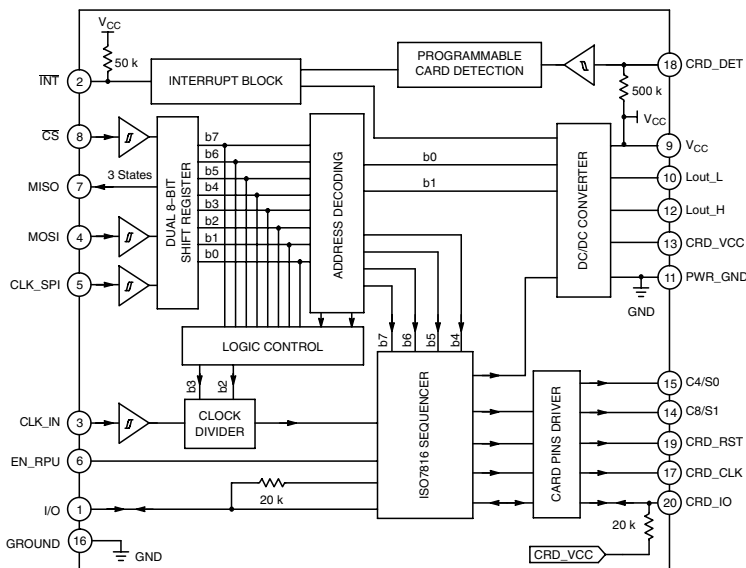 VCC
50 k
INT
2
INTERRUPT BLOCK
PROGRAMMABLE
CARD DETECTION
18
CRD_DET
500 k
VCC
CS
8
MISO
7
3 States
MOSI
4
CLK_SPI
5
DUAL 8–BIT
SHIFT REGISTER
b7
b6
b5
b4
b3
b2
b1
b0
ADDRESS DECODING
b0
b1
DC/DC CONVERTER
9
VCC
10
Lout_L
12
Lout_H
13
CRD_VCC
11
PWR_GND
GND
LOGIC CONTROL
b7
b6
b5
b4
b3
b2
CLK_IN
3
CLOCK
DIVIDER
EN_RPU
6
I/O
1
20 k
GROUND
16
GND
ISO7816 SEQUENCER
CARD PINS DRIVER
15
C4/S0
14
C8/S1
19
CRD_RST
17
CRD_CLK
20
CRD_IO
20 k
CRD_VCC